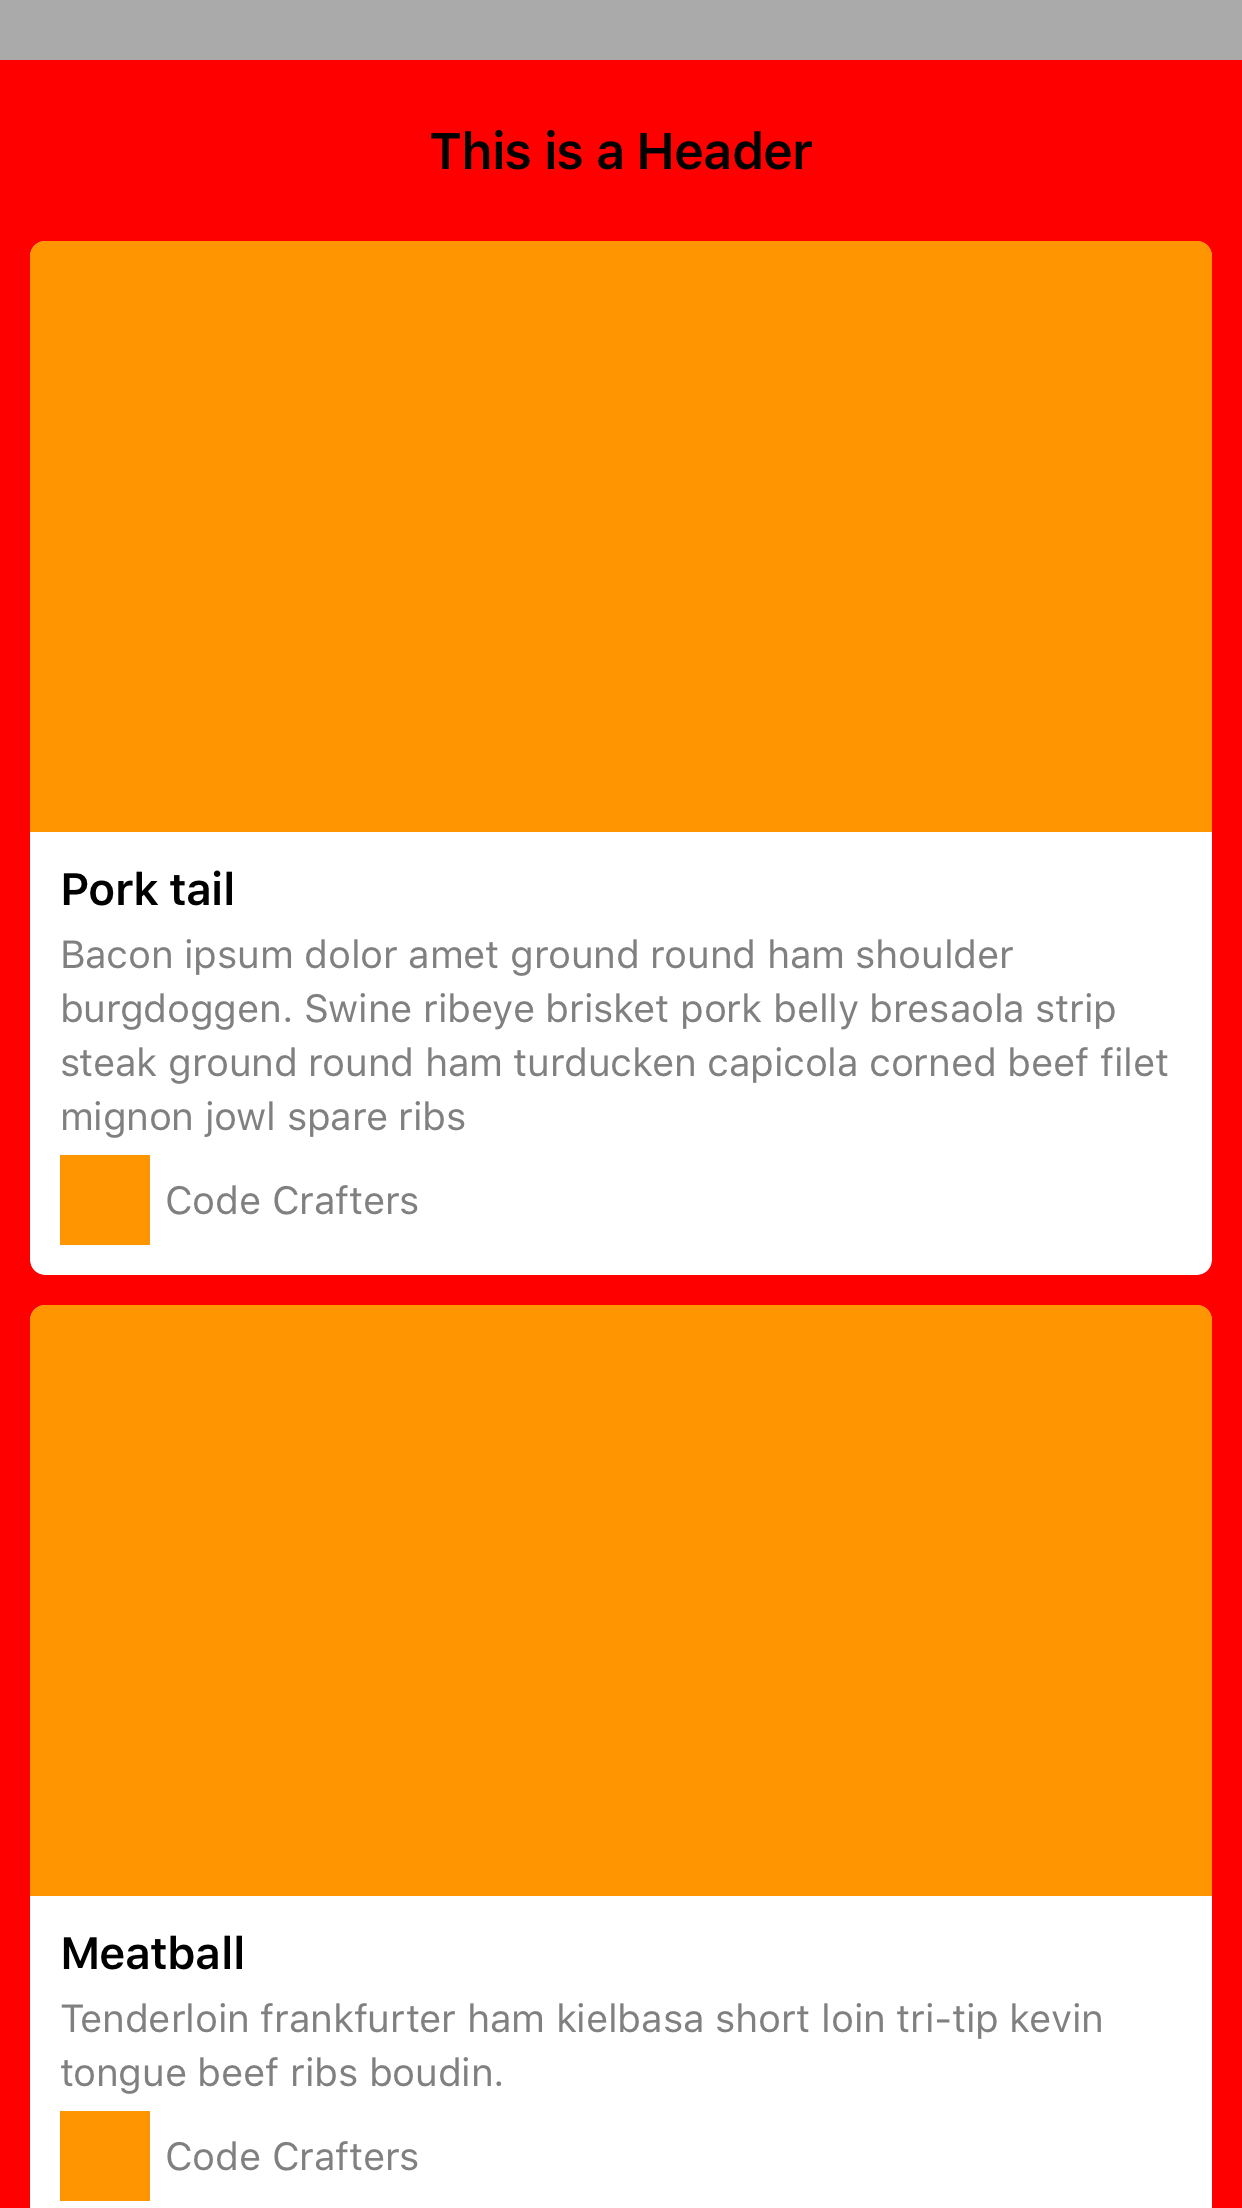 This is a Header
Pork tail
Bacon ipsum dolor amet ground round ham shoulder
burgdoggen. Swine ribeye brisket pork belly bresaola strip
steak ground round ham turducken capicola corned beef filet
mignon jowl spare ribs
Code Crafters
Meatball
Tenderloin frankfurter ham kielbasa short loin tri-tip kevin
tongue beef ribs boudin.
Code Crafters